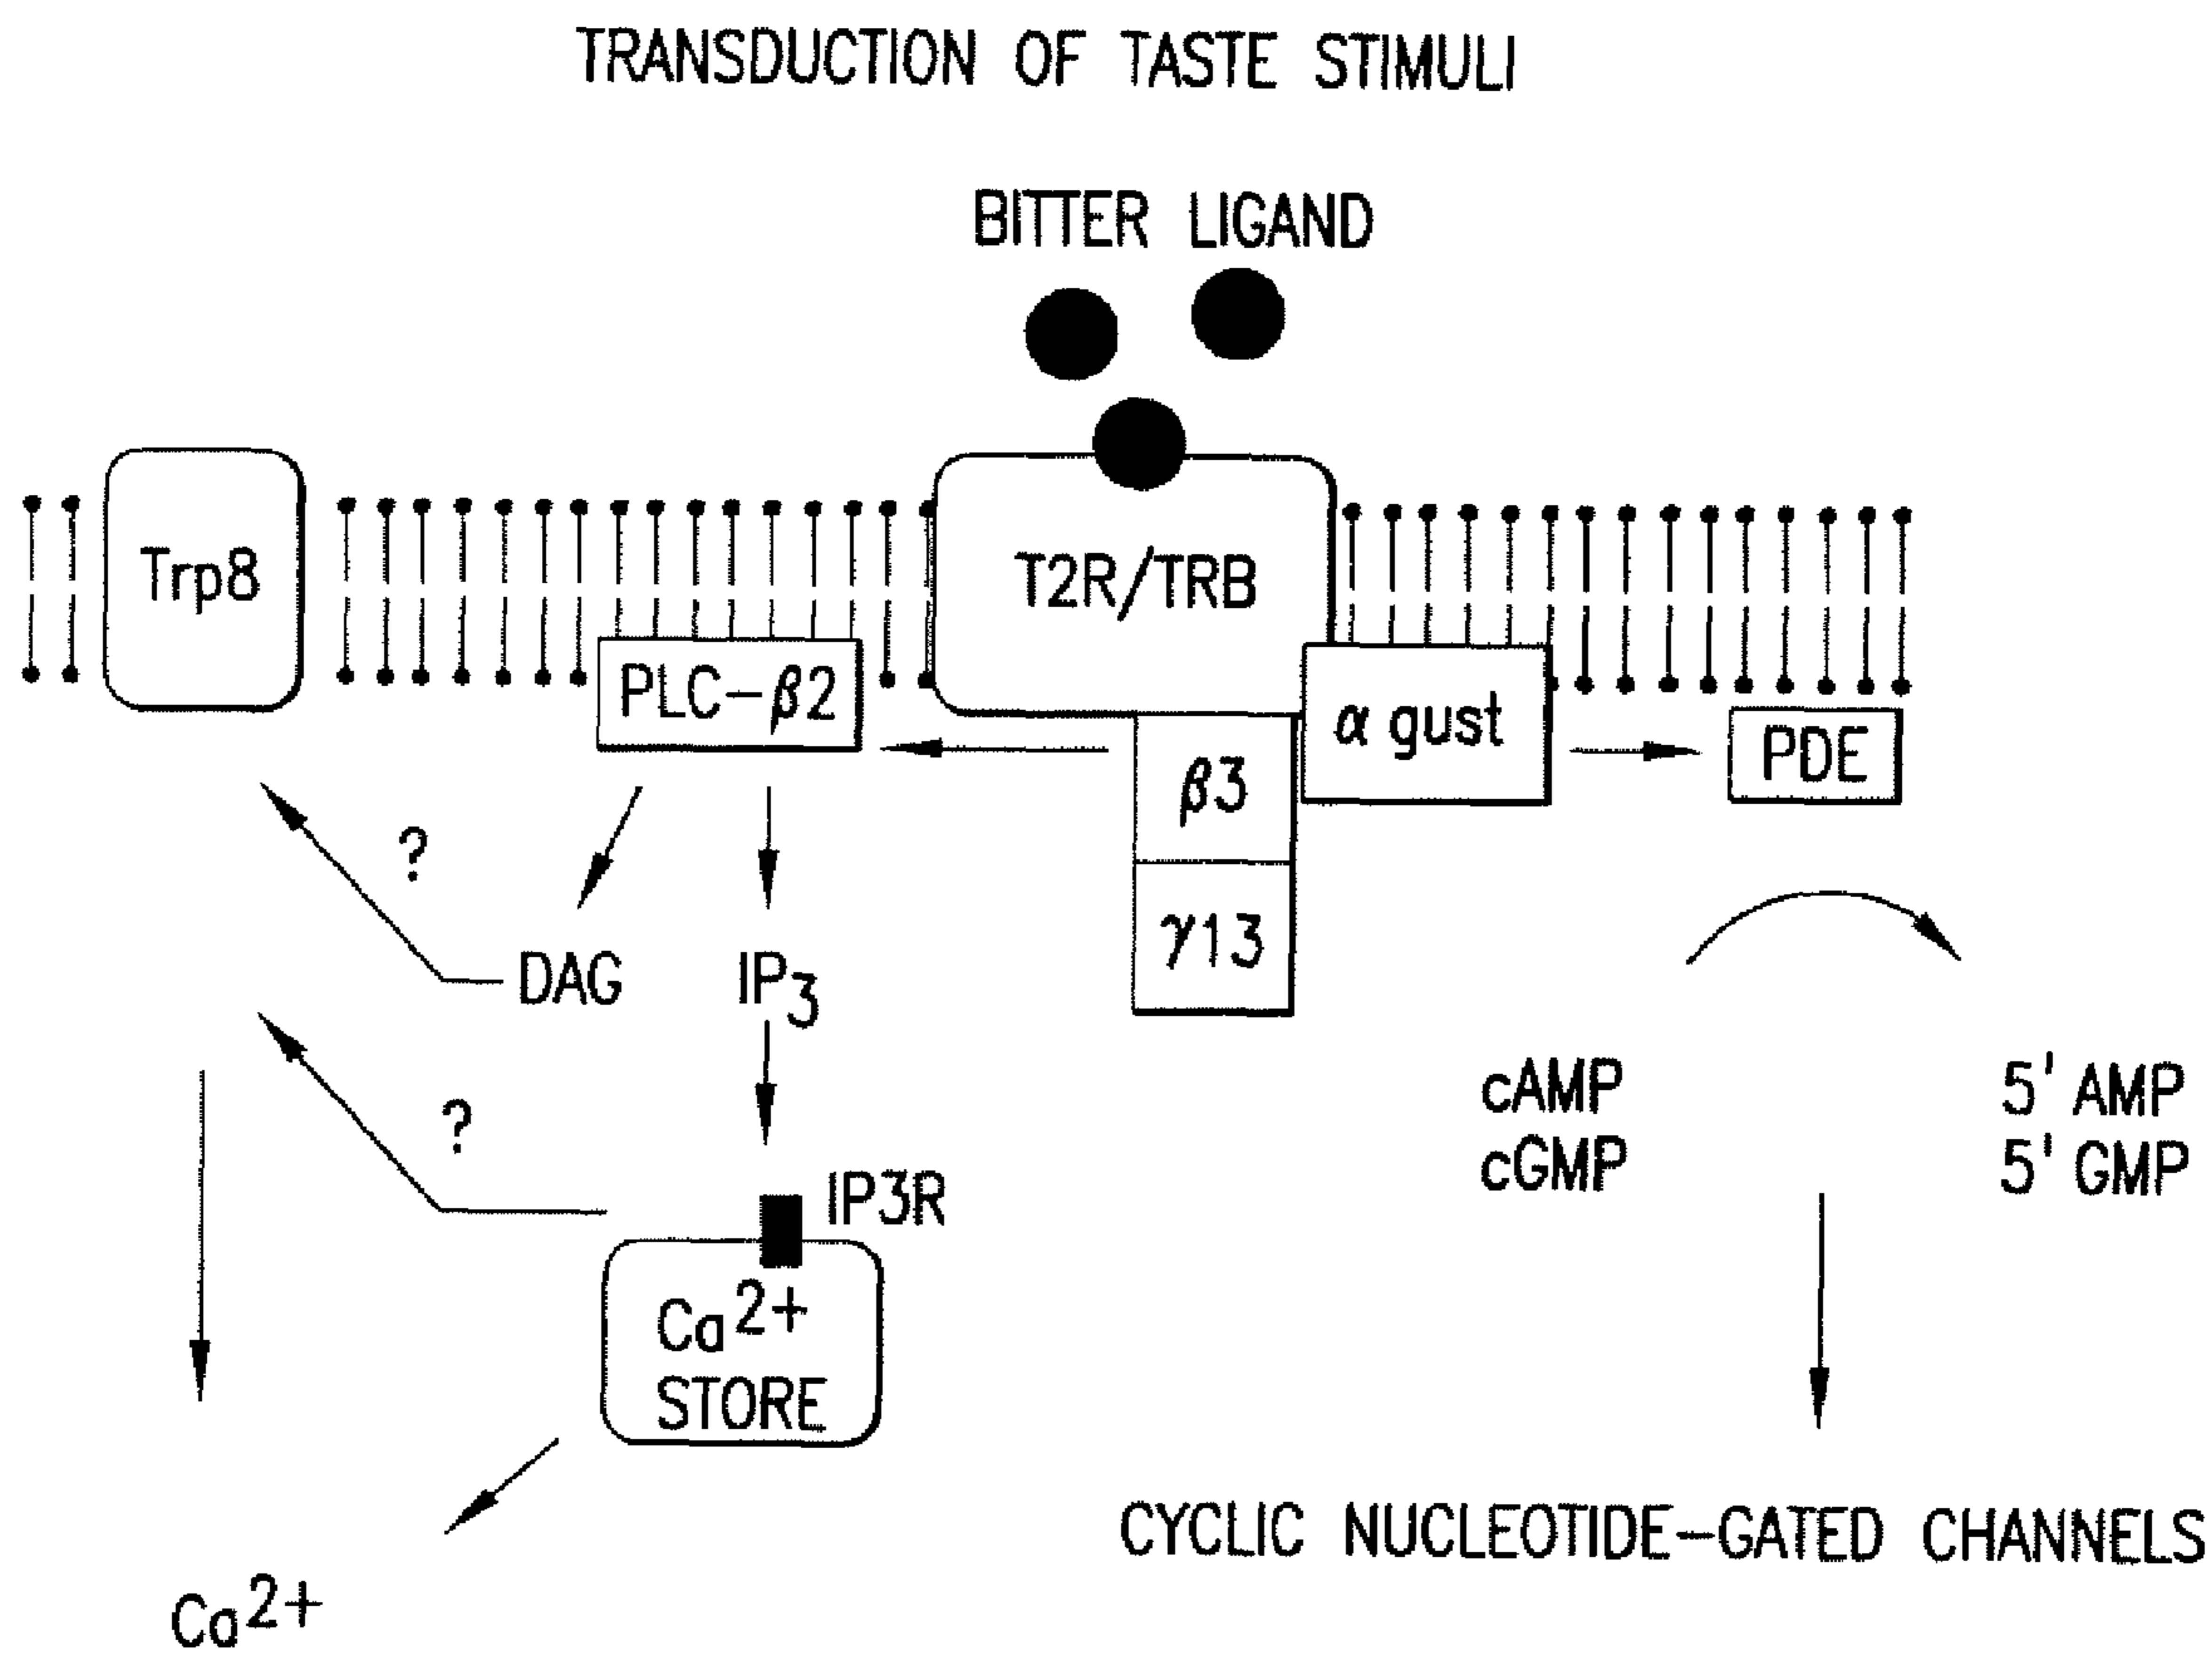 TRANSDUCTION OF TASTE STIMULI
BITTER LIGAND
Trp8
T2R/TRB
PLC-β2
α gust
PDE
β3
γ13
?
DAG
IP3
cAMP
cGMP
5' AMP
5' GMP
?
IP3R
Ca2+
STORE
CYCLIC NUCLEOTIDE-GATED CHANNELS
Ca2+